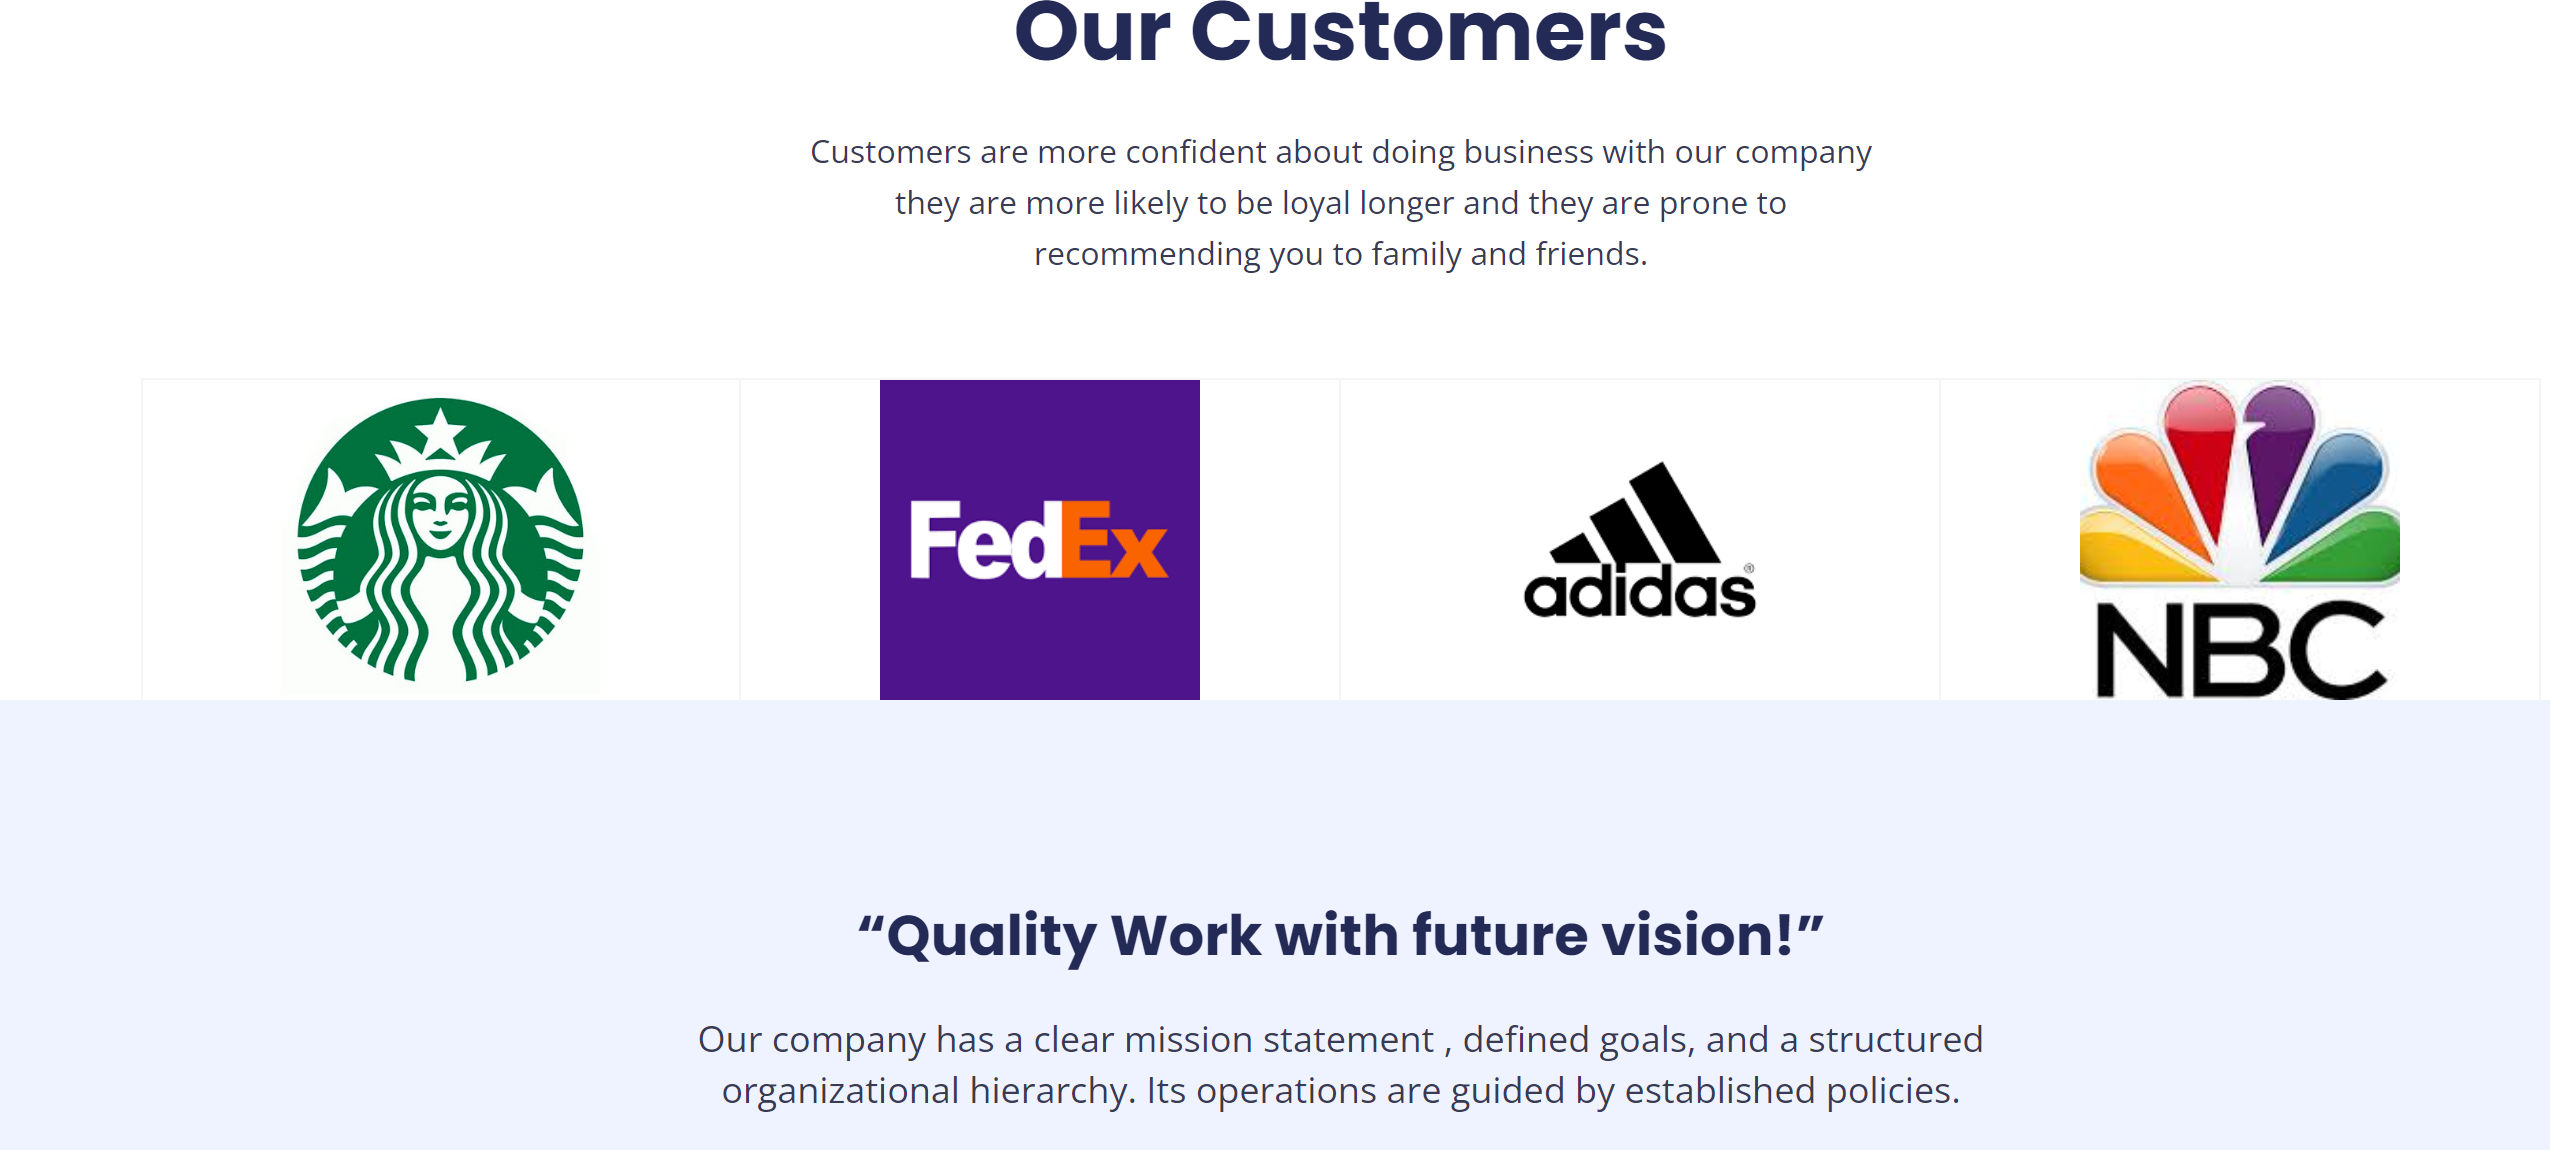 Our Customers
Customers are more confident about doing business with our company
they are more likely to be loyal longer and they are prone to
recommending you to family and friends.
FedEx
adidas®
NBC
“Quality Work with future vision!”
Our company has a clear mission statement , defined goals, and a structured
organizational hierarchy. Its operations are guided by established policies.